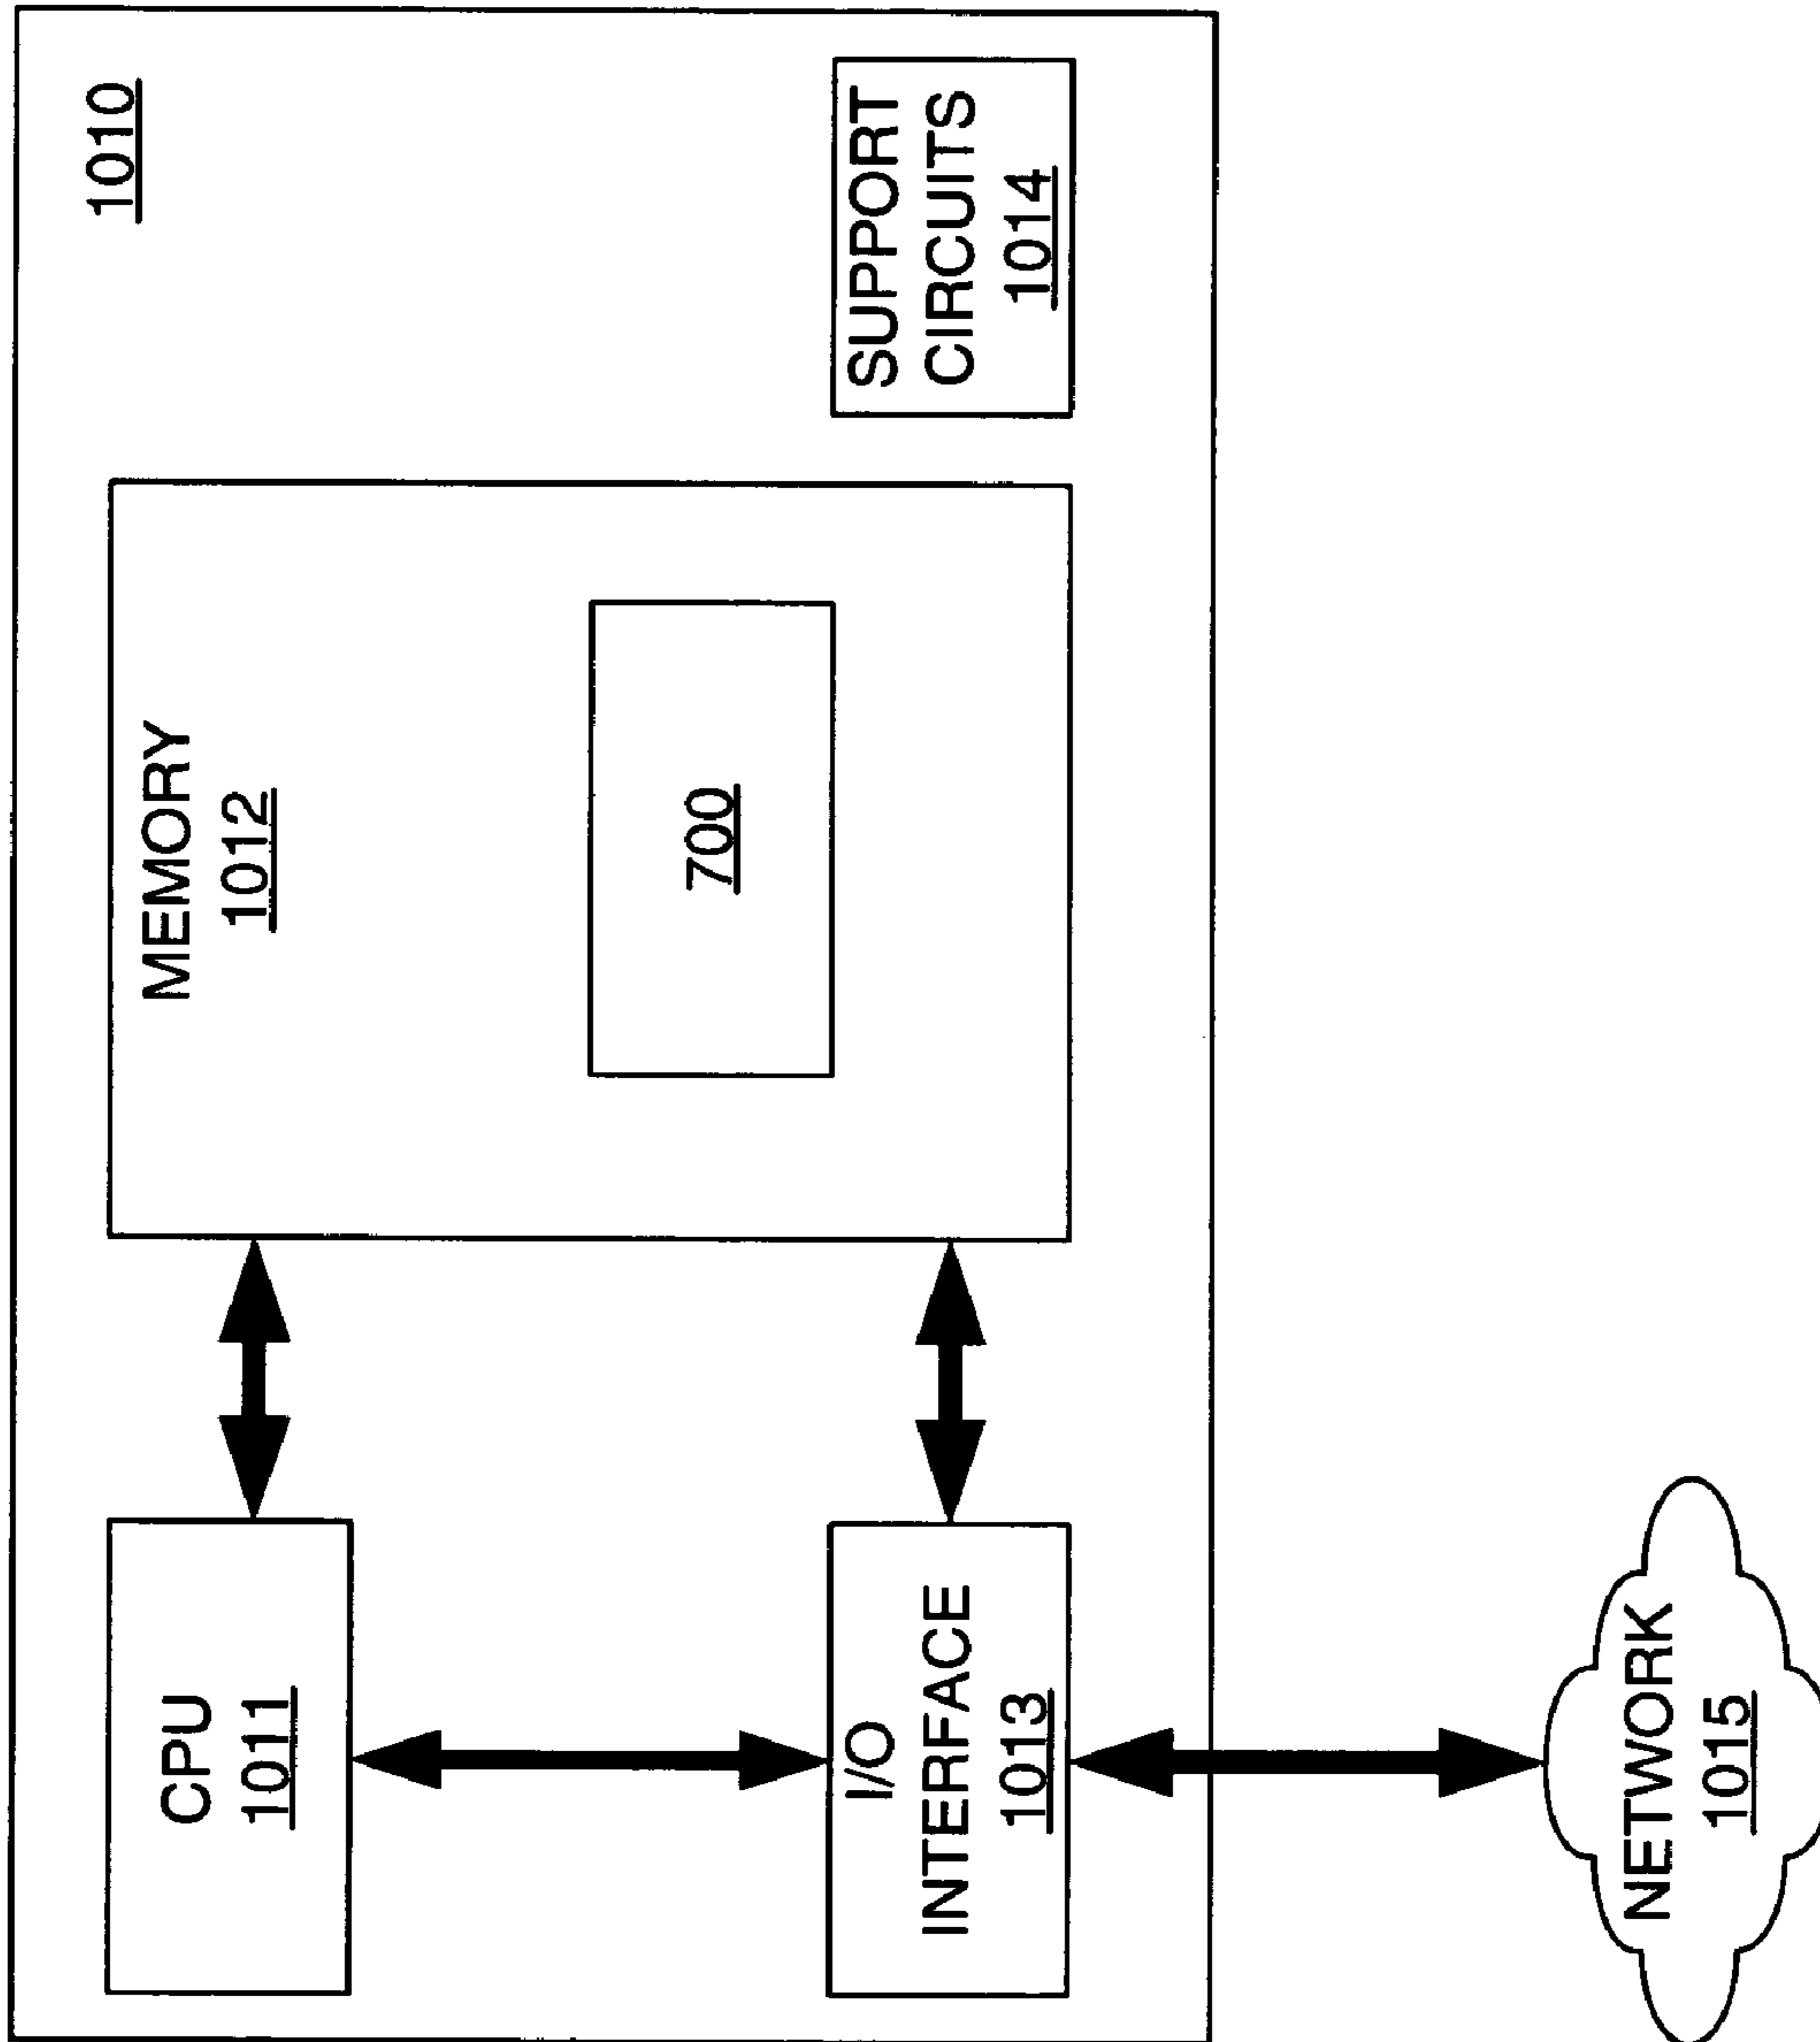 1010
CPU
1011
MEMORY
1012
700
I/O
INTERFACE
1013
SUPPORT
CIRCUITS
1014
NETWORK
1015